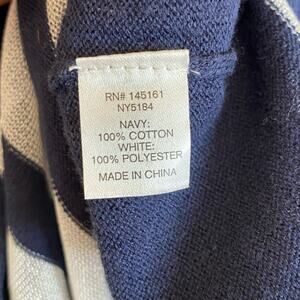 RN# 145161
NY5184
NAVY:
100% COTTON
WHITE:
100% POLYESTER
MADE IN CHINA